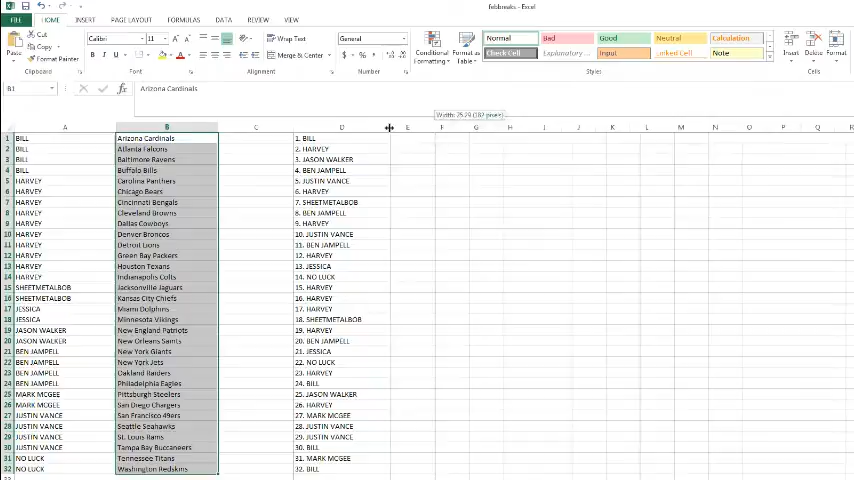 febbreaks - Excel
FILE HOME INSERT PAGE LAYOUT FORMULAS DATA REVIEW VIEW
Paste
Cut
Copy
Format Painter
Clipboard
Calibri 11
B I U
Font
Wrap Text
Merge & Center
Alignment
General
$ % ,
Number
Conditional Formatting
Format as Table
Normal Bad Good Neutral Calculation
Check Cell Explanatory ... Input Linked Cell Note
Styles
Insert Delete Format
Cells
B1
fx
Arizona Cardinals
Width: 25.29 (182 pixels)
A B C D E F G H I J K L M N O P Q R
1 BILL Arizona Cardinals 1. BILL
2 BILL Atlanta Falcons 2. HARVEY
3 BILL Baltimore Ravens 3. JASON WALKER
4 BILL Buffalo Bills 4. BEN JAMPELL
5 HARVEY Carolina Panthers 5. JUSTIN VANCE
6 HARVEY Chicago Bears 6. HARVEY
7 HARVEY Cincinnati Bengals 7. SHEETMETALBOB
8 HARVEY Cleveland Browns 8. BEN JAMPELL
9 HARVEY Dallas Cowboys 9. HARVEY
10 HARVEY Denver Broncos 10. JUSTIN VANCE
11 HARVEY Detroit Lions 11. BEN JAMPELL
12 HARVEY Green Bay Packers 12. HARVEY
13 HARVEY Houston Texans 13. JESSICA
14 HARVEY Indianapolis Colts 14. NO LUCK
15 SHEETMETALBOB Jacksonville Jaguars 15. HARVEY
16 SHEETMETALBOB Kansas City Chiefs 16. HARVEY
17 JESSICA Miami Dolphins 17. HARVEY
18 JESSICA Minnesota Vikings 18. SHEETMETALBOB
19 JASON WALKER New England Patriots 19. HARVEY
20 JASON WALKER New Orleans Saints 20. BEN JAMPELL
21 BEN JAMPELL New York Giants 21. JESSICA
22 BEN JAMPELL New York Jets 22. NO LUCK
23 BEN JAMPELL Oakland Raiders 23. HARVEY
24 BEN JAMPELL Philadelphia Eagles 24. BILL
25 MARK MCGEE Pittsburgh Steelers 25. JASON WALKER
26 MARK MCGEE San Diego Chargers 26. HARVEY
27 JUSTIN VANCE San Francisco 49ers 27. MARK MCGEE
28 JUSTIN VANCE Seattle Seahawks 28. JUSTIN VANCE
29 JUSTIN VANCE St. Louis Rams 29. JUSTIN VANCE
30 JUSTIN VANCE Tampa Bay Buccaneers 30. BILL
31 NO LUCK Tennessee Titans 31. MARK MCGEE
32 NO LUCK Washington Redskins 32. BILL